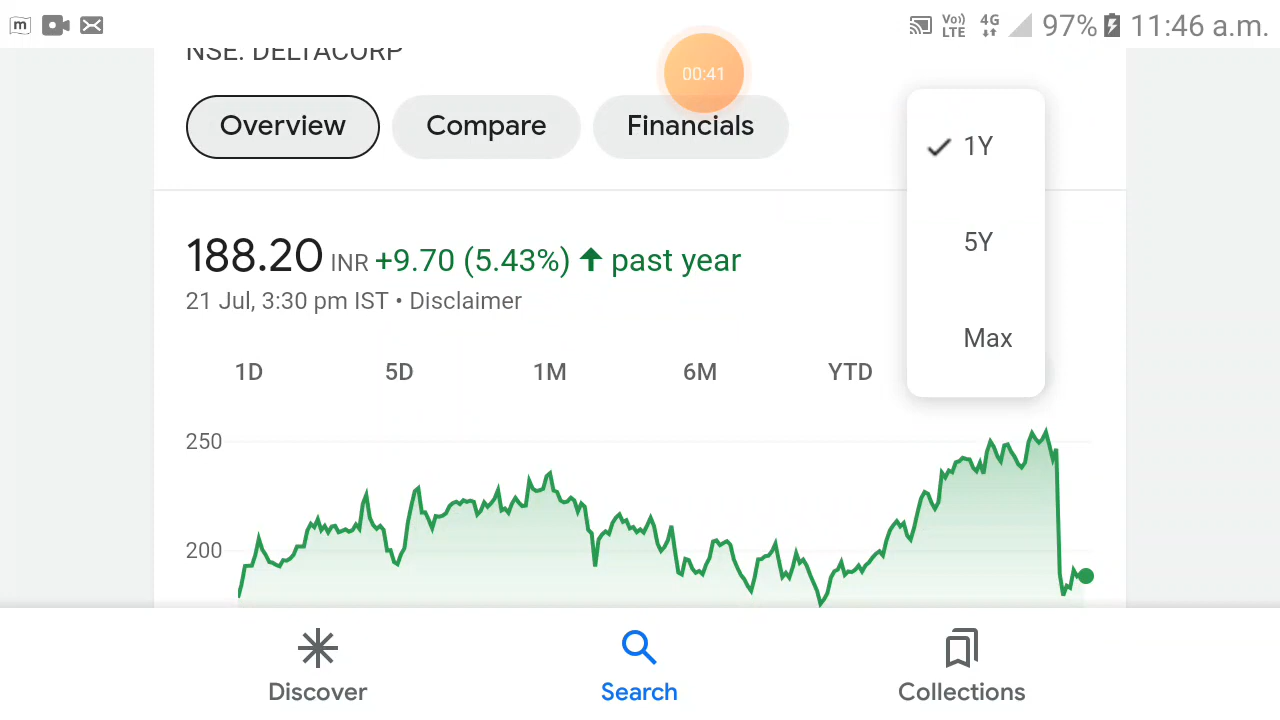 m Vo) LTE 4G 97% 11:46 a.m.
NSE: DELTACORP
00:41
Overview Compare Financials
188.20 INR +9.70 (5.43%) ↑ past year
21 Jul, 3:30 pm IST • Disclaimer
1D 5D 1M 6M YTD
1Y
5Y
Max
250
200
Discover Search Collections